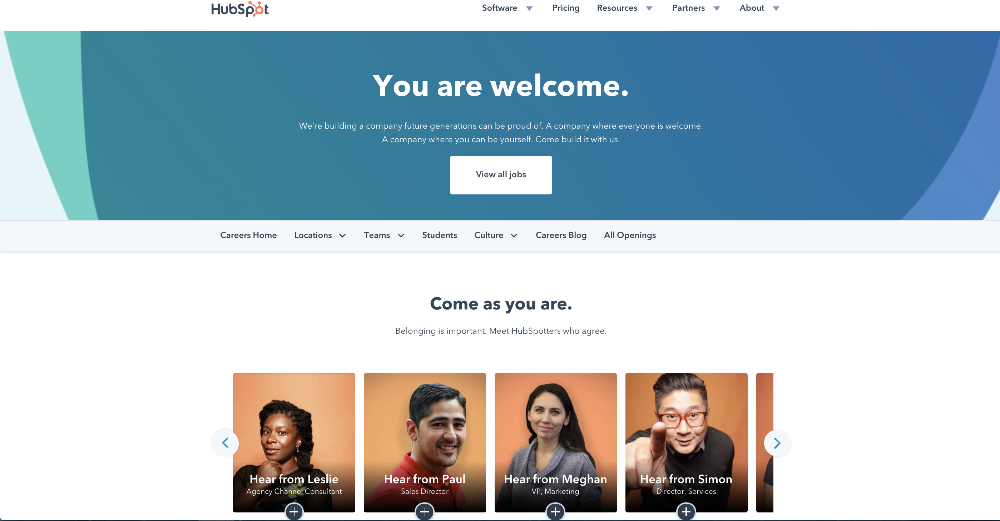 HubSpot
Software Pricing Resources Partners About
You are welcome.
We’re building a company future generations can be proud of. A company where everyone is welcome.
A company where you can be yourself. Come build it with us.
View all jobs
Careers Home Locations Teams Students Culture Careers Blog All Openings
Come as you are.
Belonging is important. Meet HubSpotters who agree.
Hear from Leslie
Agency Channel Consultant
Hear from Paul
Sales Director
Hear from Meghan
VP, Marketing
Hear from Simon
Director, Services